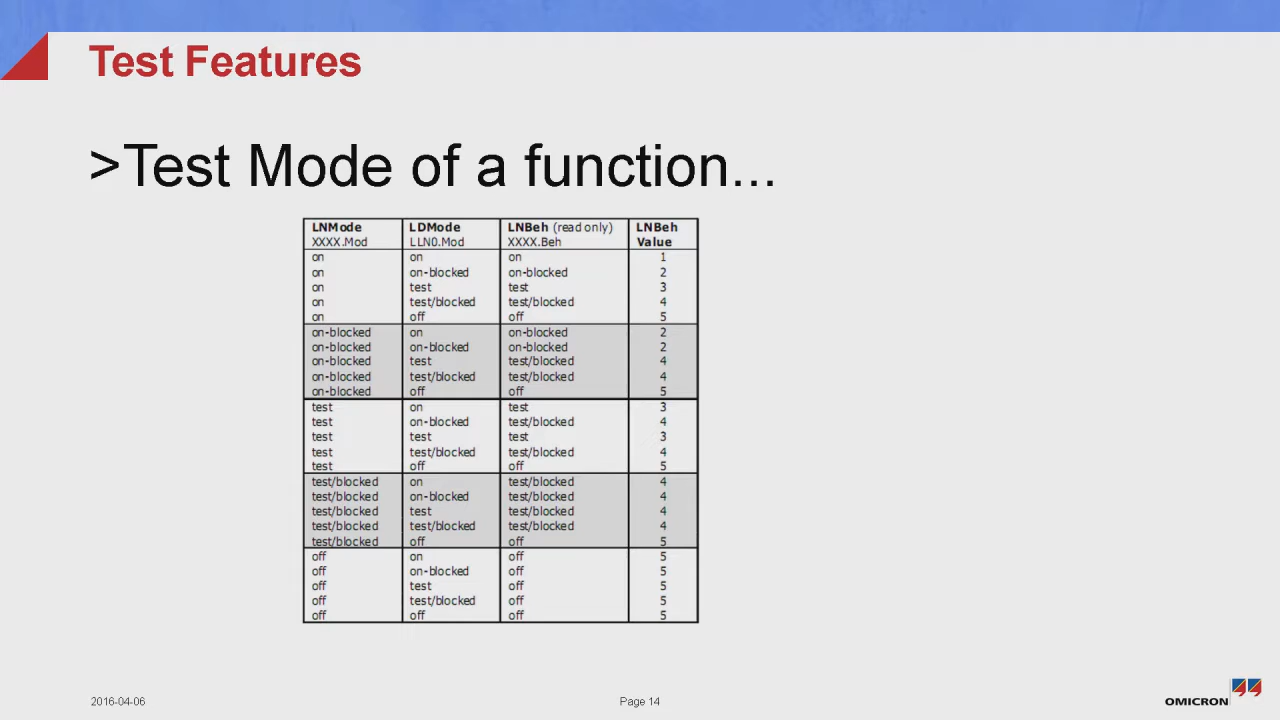 Test Features
>Test Mode of a function...
LNMode LDMode LNBeh (read only) LNBeh
XXXX.Mod LLN0.Mod XXXX.Beh Value
on on on 1
on on-blocked on-blocked 2
on test test 3
on test/blocked test/blocked 4
on off off 5
on-blocked on on-blocked 2
on-blocked on-blocked on-blocked 2
on-blocked test test/blocked 4
on-blocked test/blocked test/blocked 4
on-blocked off off 5
test on test 3
test on-blocked test/blocked 4
test test test 3
test test/blocked test/blocked 4
test off off 5
test/blocked on test/blocked 4
test/blocked on-blocked test/blocked 4
test/blocked test test/blocked 4
test/blocked test/blocked test/blocked 4
test/blocked off off 5
off on off 5
off on-blocked off 5
off test off 5
off test/blocked off 5
off off off 5
2016-04-06 Page 14 OMICRON